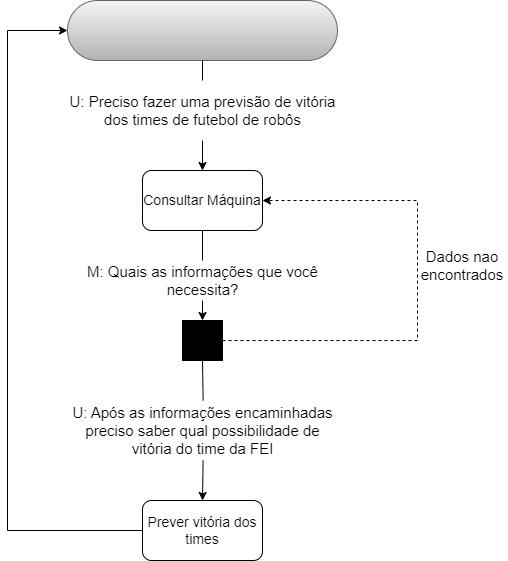 U: Preciso fazer uma previsão de vitória
dos times de futebol de robôs
Consultar Máquina
M: Quais as informações que você
necessita?
Dados nao
encontrados
U: Após as informações encaminhadas
preciso saber qual possibilidade de
vitória do time da FEI
Prever vitória dos
times